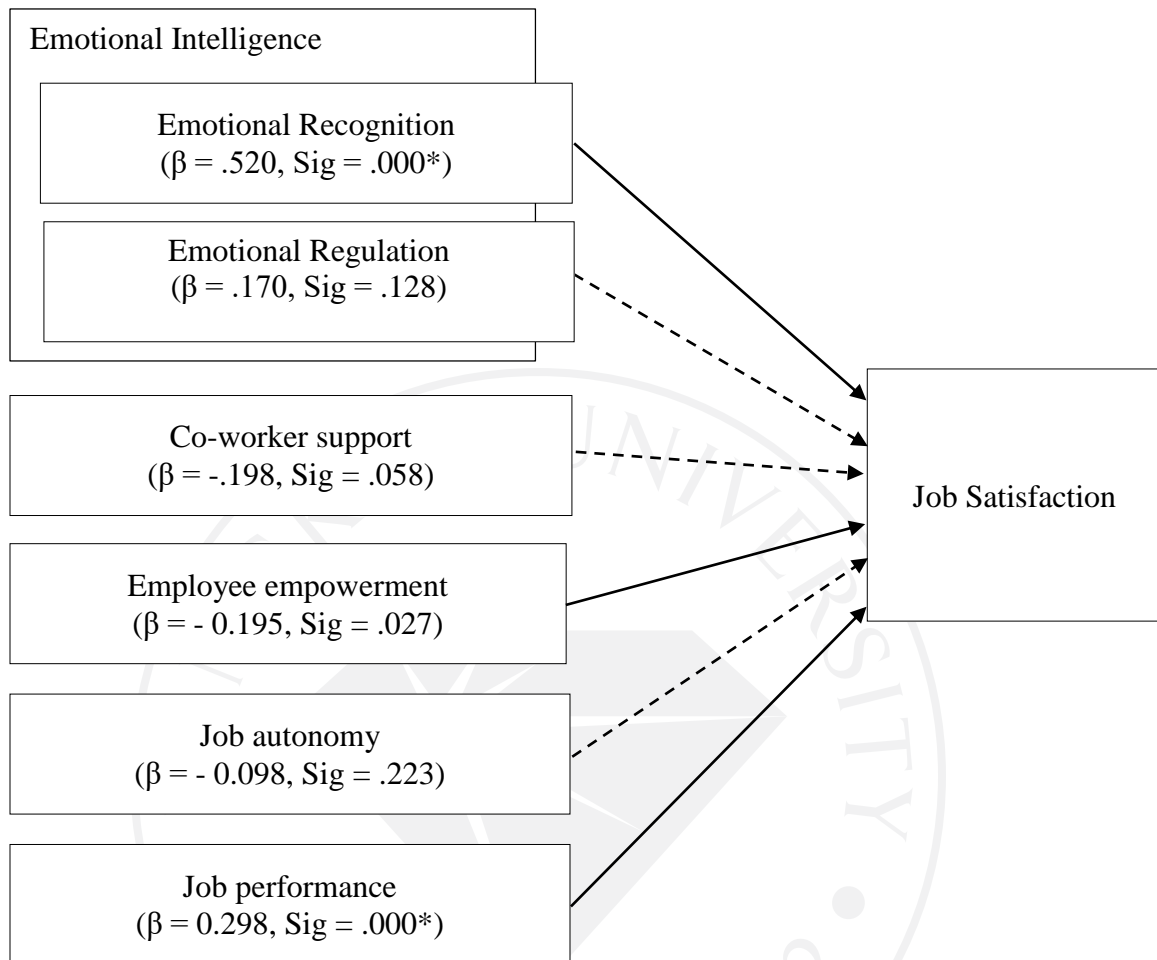 Emotional Intelligence
Emotional Recognition
(β = .520, Sig = .000*)
Emotional Regulation
(β = .170, Sig = .128)
Co-worker support
(β = -.198, Sig = .058)
Employee empowerment
(β = - 0.195, Sig = .027)
Job autonomy
(β = - 0.098, Sig = .223)
Job performance
(β = 0.298, Sig = .000*)
Job Satisfaction
UNIVERSITY